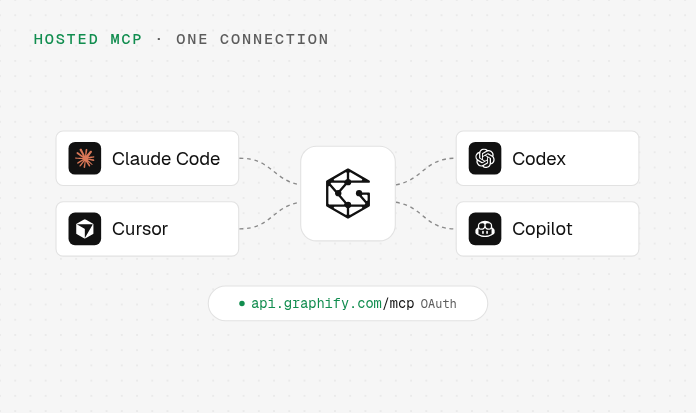 HOSTED MCP · ONE CONNECTION
Claude Code
Cursor
Codex
Copilot
api.graphify.com/mcp OAuth